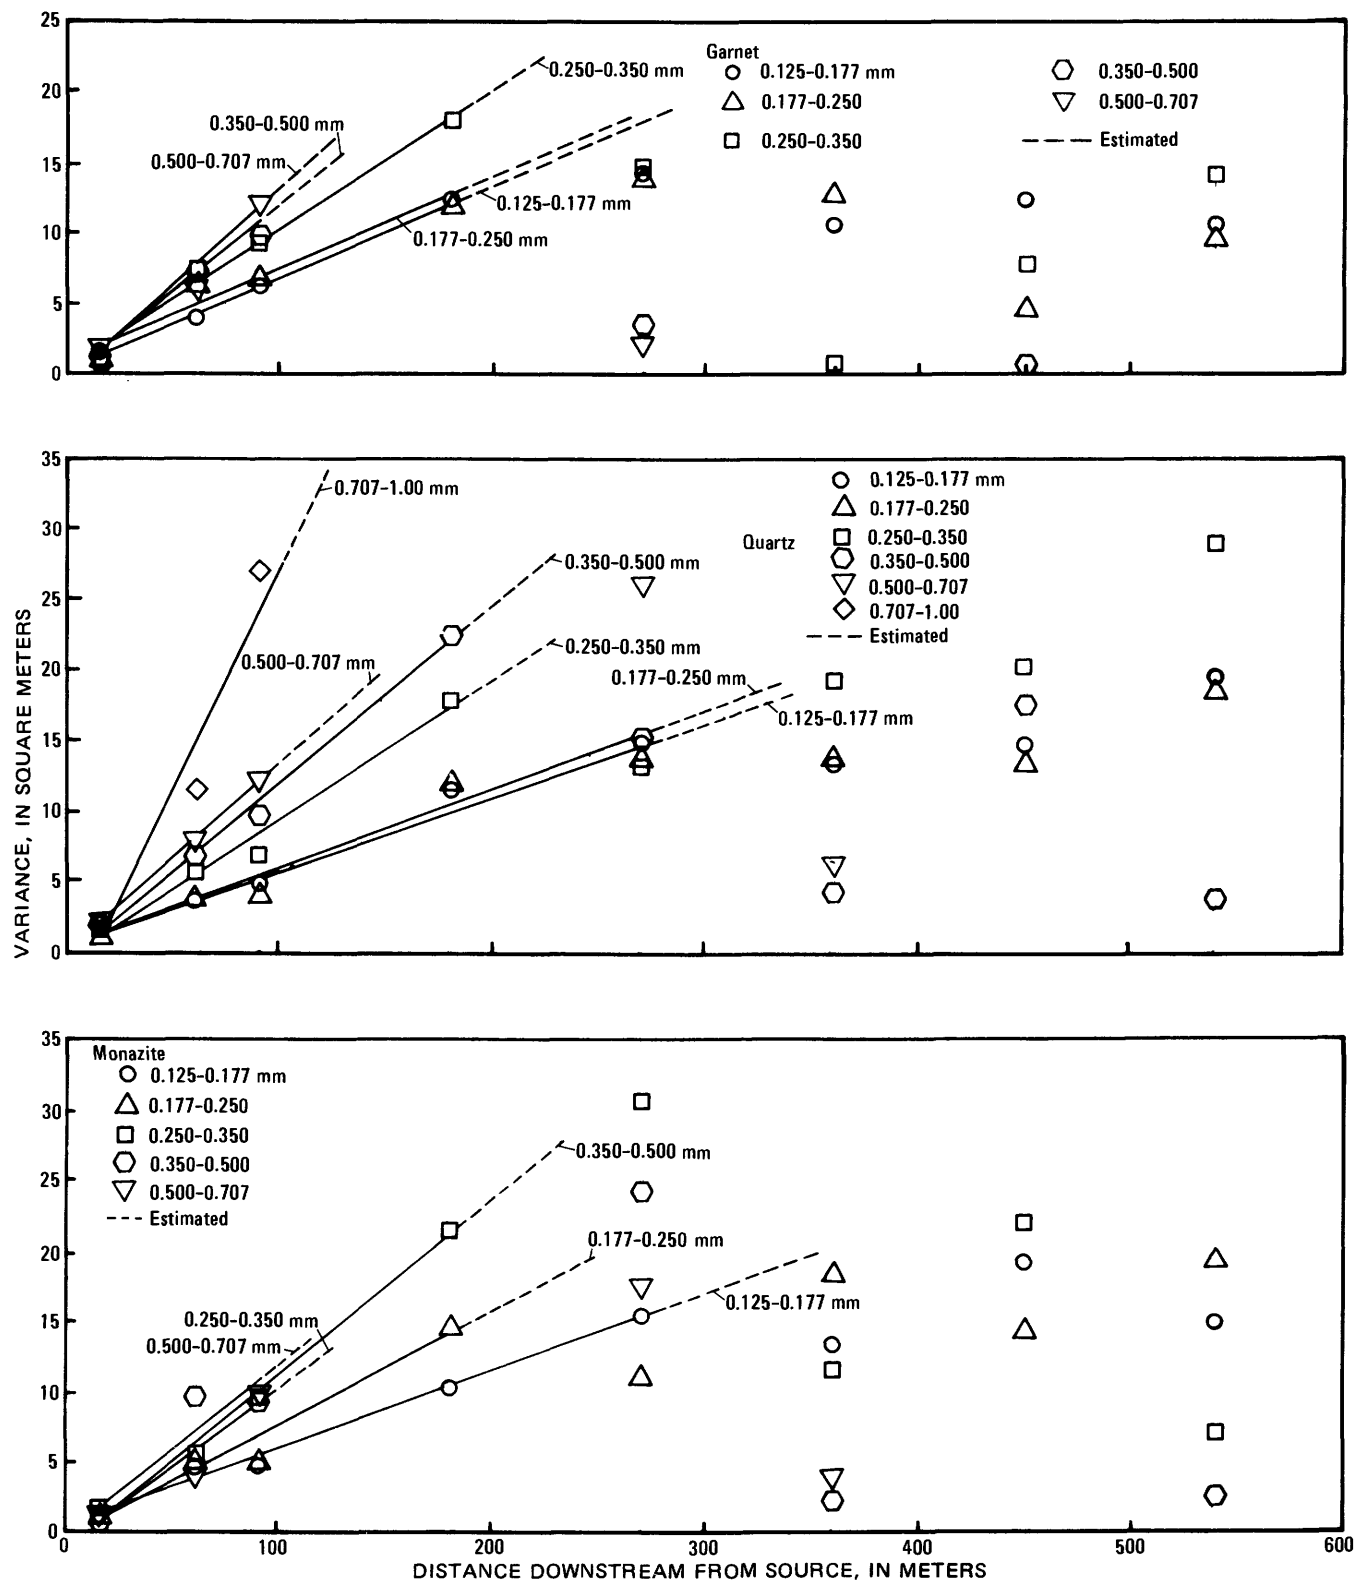 25
20
15
10
5
0
0.250–0.350 mm
0.350–0.500 mm
0.500–0.707 mm
0.125–0.177 mm
0.177–0.250 mm
Garnet
0.125–0.177 mm
0.177–0.250
0.250–0.350
0.350–0.500
0.500–0.707
Estimated
35
30
25
20
15
10
5
0
0.707–1.00 mm
0.350–0.500 mm
0.500–0.707 mm
0.250–0.350 mm
0.177–0.250 mm
0.125–0.177 mm
Quartz
0.125–0.177 mm
0.177–0.250
0.250–0.350
0.350–0.500
0.500–0.707
0.707–1.00
Estimated
VARIANCE, IN SQUARE METERS
35
30
25
20
15
10
5
0
Monazite
0.125–0.177 mm
0.177–0.250
0.250–0.350
0.350–0.500
0.500–0.707
Estimated
0.350–0.500 mm
0.177–0.250 mm
0.250–0.350 mm
0.500–0.707 mm
0.125–0.177 mm
0 100 200 300 400 500 600
DISTANCE DOWNSTREAM FROM SOURCE, IN METERS